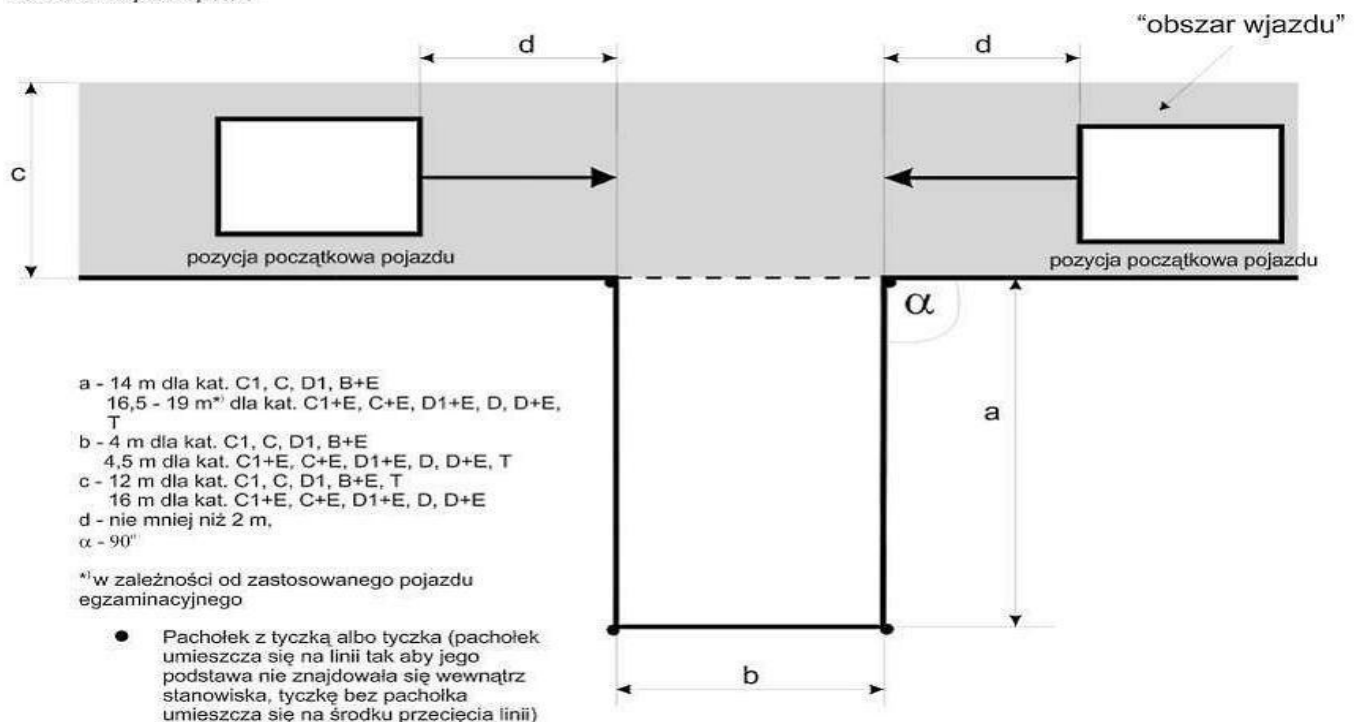 d
d
"obszar wjazdu"
c
pozycja początkowa pojazdu
pozycja początkowa pojazdu
α
a
b
a - 14 m dla kat. C1, C, D1, B+E
16,5 - 19 m*⁾ dla kat. C1+E, C+E, D1+E, D, D+E,
T
b - 4 m dla kat. C1, C, D1, B+E
4,5 m dla kat. C1+E, C+E, D1+E, D, D+E, T
c - 12 m dla kat. C1, C, D1, B+E, T
16 m dla kat. C1+E, C+E, D1+E, D, D+E
d - nie mniej niż 2 m,
α - 90°
*⁾ w zależności od zastosowanego pojazdu
egzaminacyjnego
● Pachołek z tyczką albo tyczka (pachołek
umieszcza się na linii tak aby jego
podstawa nie znajdowała się wewnątrz
stanowiska, tyczkę bez pachołka
umieszcza się na środku przecięcia linii)